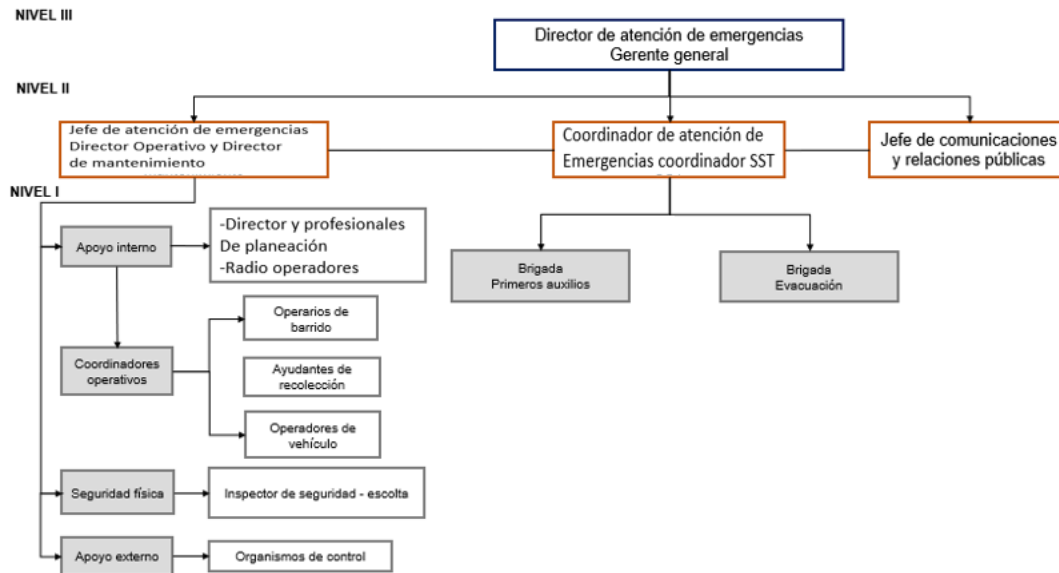 NIVEL III
Director de atención de emergencias
Gerente general
NIVEL II
Jefe de atención de emergencias
Director Operativo y Director
de mantenimiento
Coordinador de atención de
Emergencias coordinador SST
Jefe de comunicaciones
y relaciones públicas
NIVEL I
Apoyo interno
-Director y profesionales
De planeación
-Radio operadores
Brigada
Primeros auxilios
Brigada
Evacuación
Coordinadores
operativos
Operarios de
barrido
Ayudantes de
recolección
Operadores de
vehículo
Seguridad física
Inspector de seguridad - escolta
Apoyo externo
Organismos de control